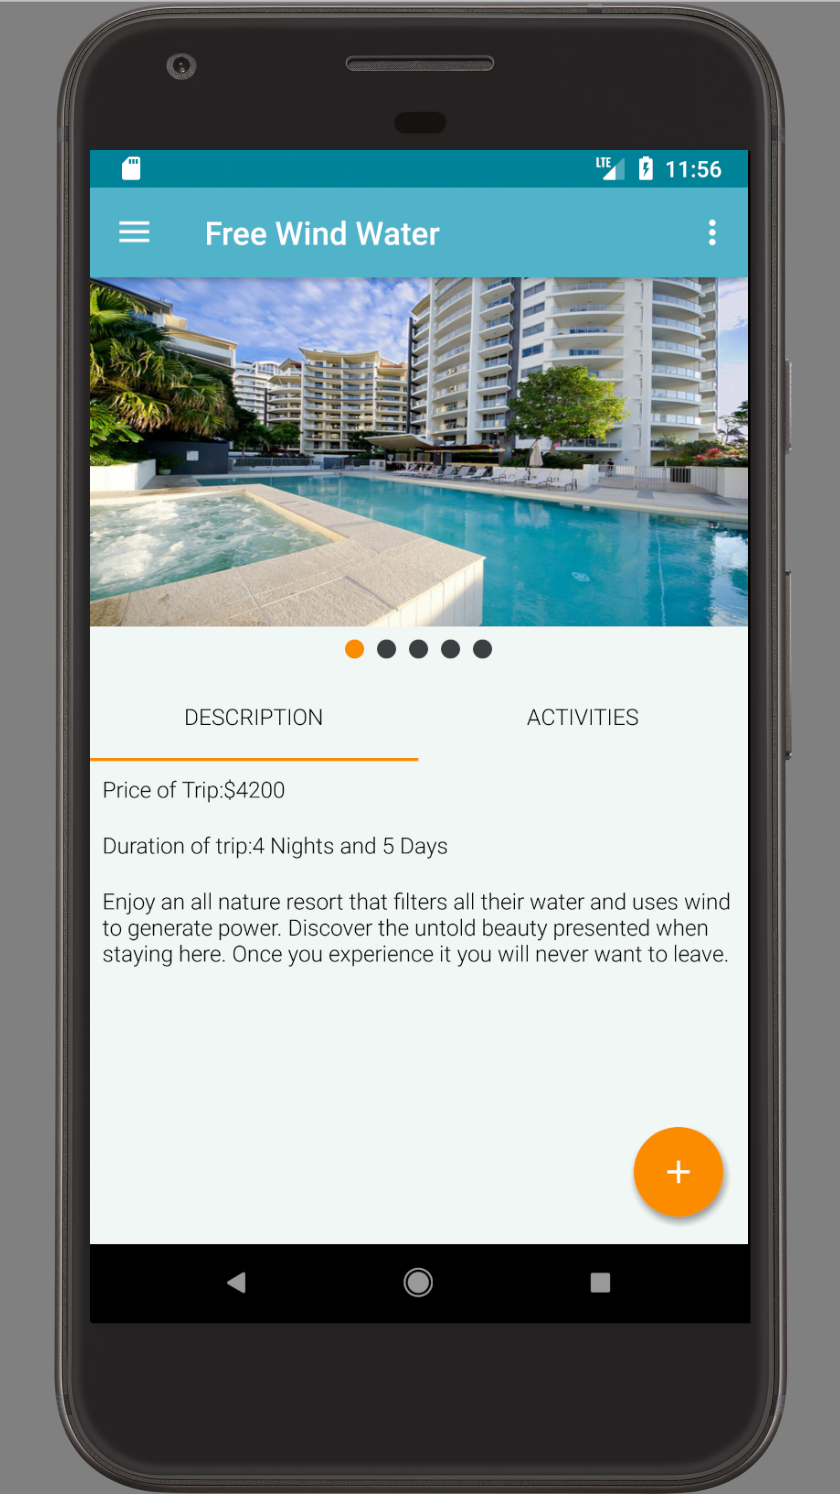 LTE 11:56
Free Wind Water
DESCRIPTION ACTIVITIES
Price of Trip:$4200
Duration of trip:4 Nights and 5 Days
Enjoy an all nature resort that filters all their water and uses wind
to generate power. Discover the untold beauty presented when
staying here. Once you experience it you will never want to leave.